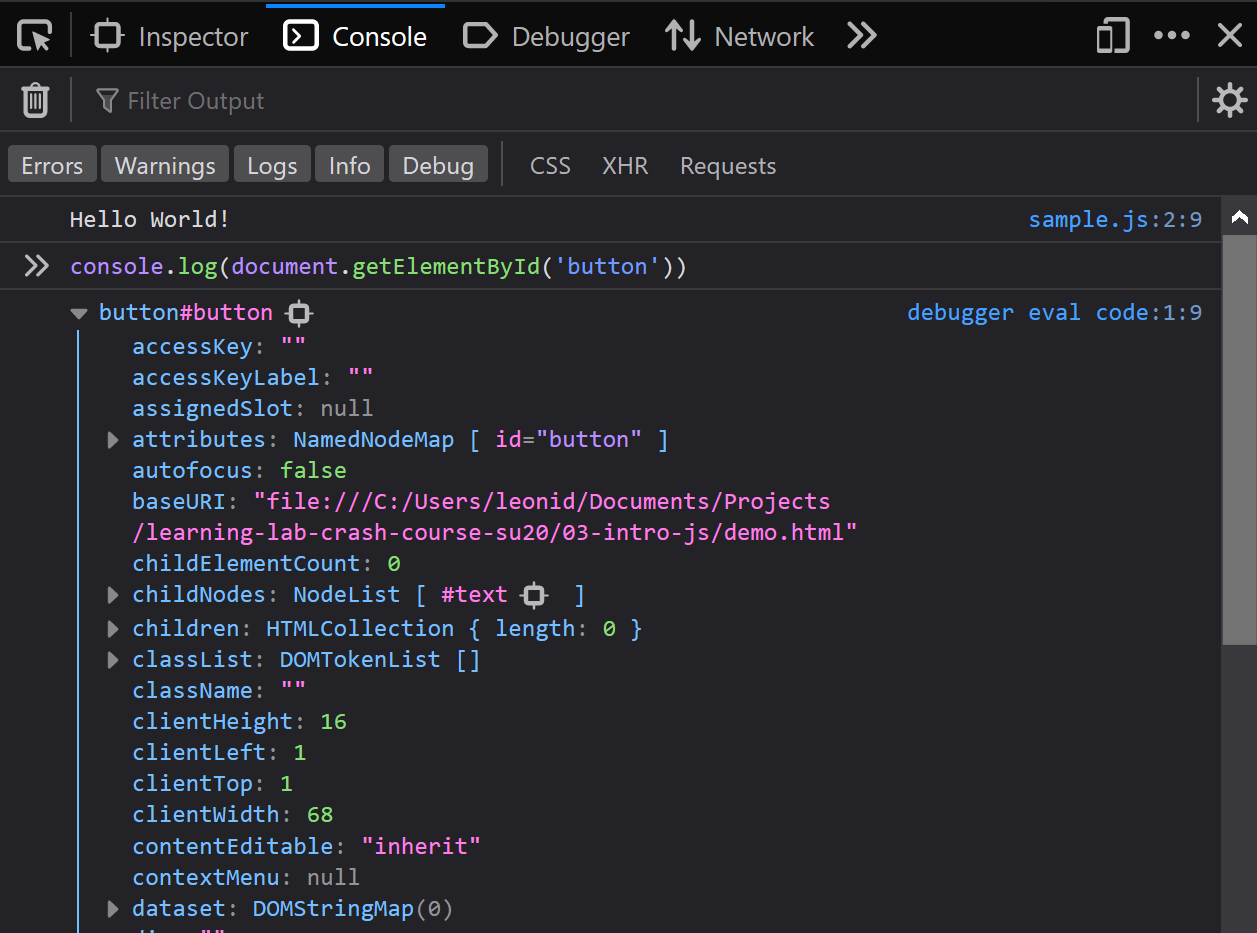 Inspector Console Debugger Network
Filter Output
Errors Warnings Logs Info Debug CSS XHR Requests
Hello World! sample.js:2:9
console.log(document.getElementById('button'))
button#button debugger eval code:1:9
accessKey: ""
accessKeyLabel: ""
assignedSlot: null
attributes: NamedNodeMap [ id="button" ]
autofocus: false
baseURI: "file:///C:/Users/leonid/Documents/Projects
/learning-lab-crash-course-su20/03-intro-js/demo.html"
childElementCount: 0
childNodes: NodeList [ #text ]
children: HTMLCollection { length: 0 }
classList: DOMTokenList []
className: ""
clientHeight: 16
clientLeft: 1
clientTop: 1
clientWidth: 68
contentEditable: "inherit"
contextMenu: null
dataset: DOMStringMap(0)